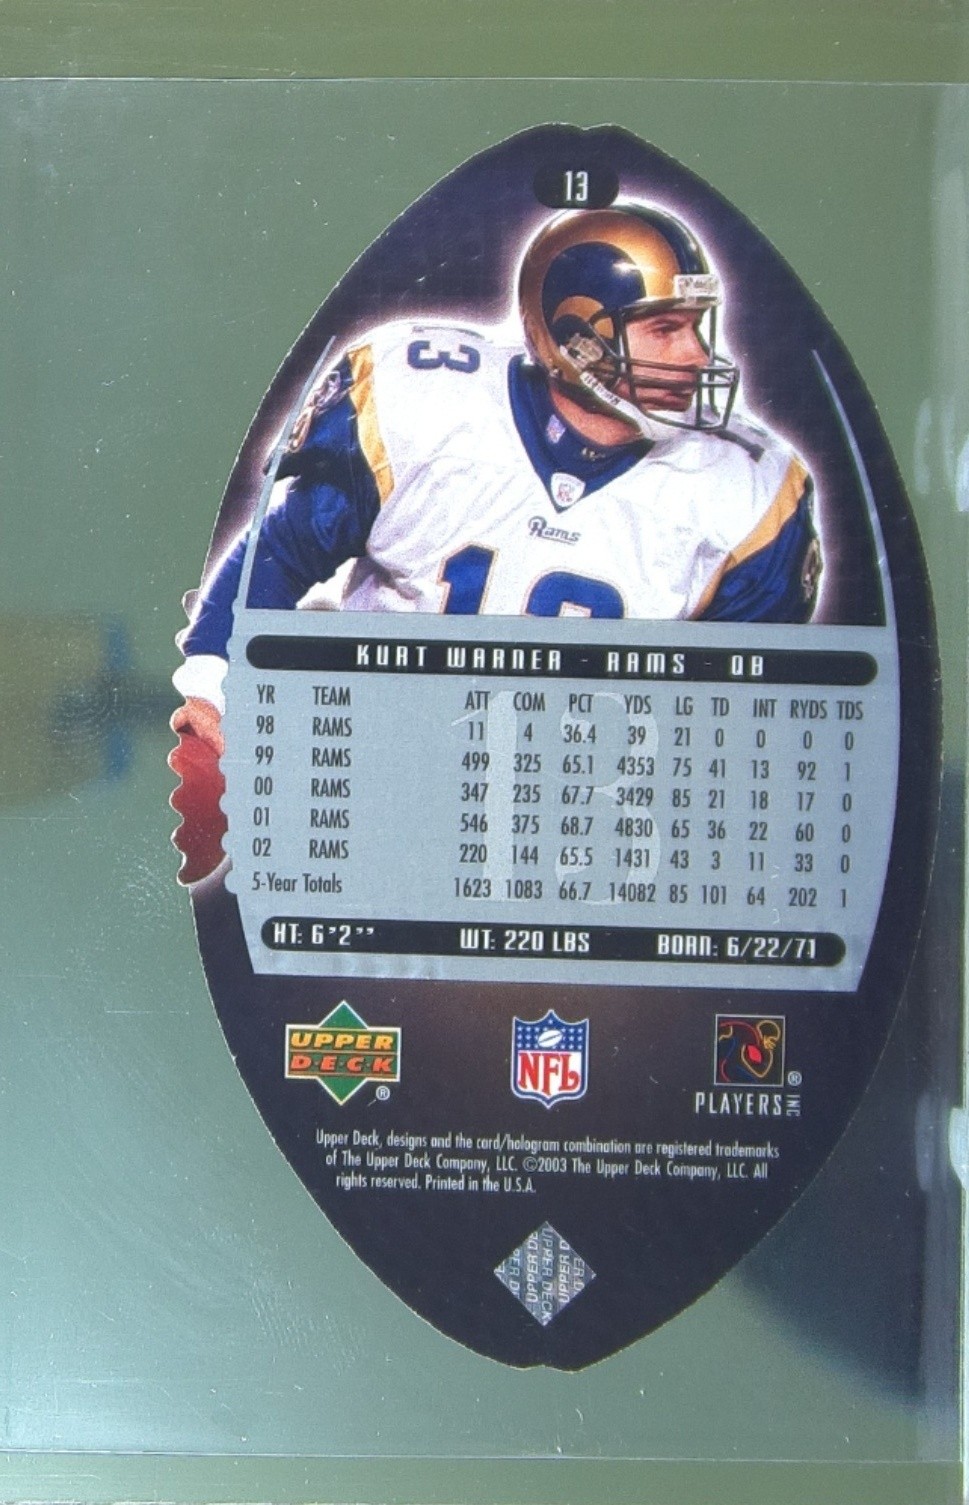 13
13
Rams
13
KURT WARNER - RAMS - QB
YR TEAM ATT COM PCT YDS LG TD INT RYDS TDS
98 RAMS 11 4 36.4 39 21 0 0 0 0
99 RAMS 499 325 65.1 4353 75 41 13 92 1
00 RAMS 347 235 67.7 3429 85 21 18 17 0
01 RAMS 546 375 68.7 4830 65 36 22 60 0
02 RAMS 220 144 65.5 1431 43 3 11 33 0
5-Year Totals 1623 1083 66.7 14082 85 101 64 202 1
13
HT: 6'2'' WT: 220 LBS BORN: 6/22/71
UPPER
D·E·C·K
®
NFL
®
PLAYERS INC
Upper Deck, designs and the card/hologram combination are registered trademarks
of The Upper Deck Company, LLC. ©2003 The Upper Deck Company, LLC. All
rights reserved. Printed in the U.S.A.
UPPER DECK